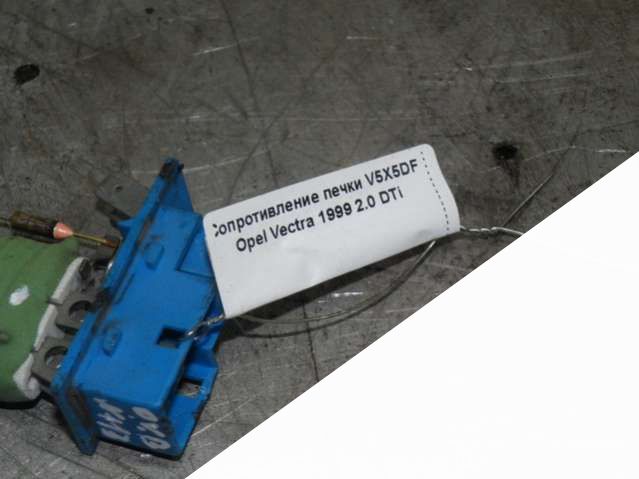 Сопротивление печки V5X5DF
Opel Vectra 1999 2.0 DTi